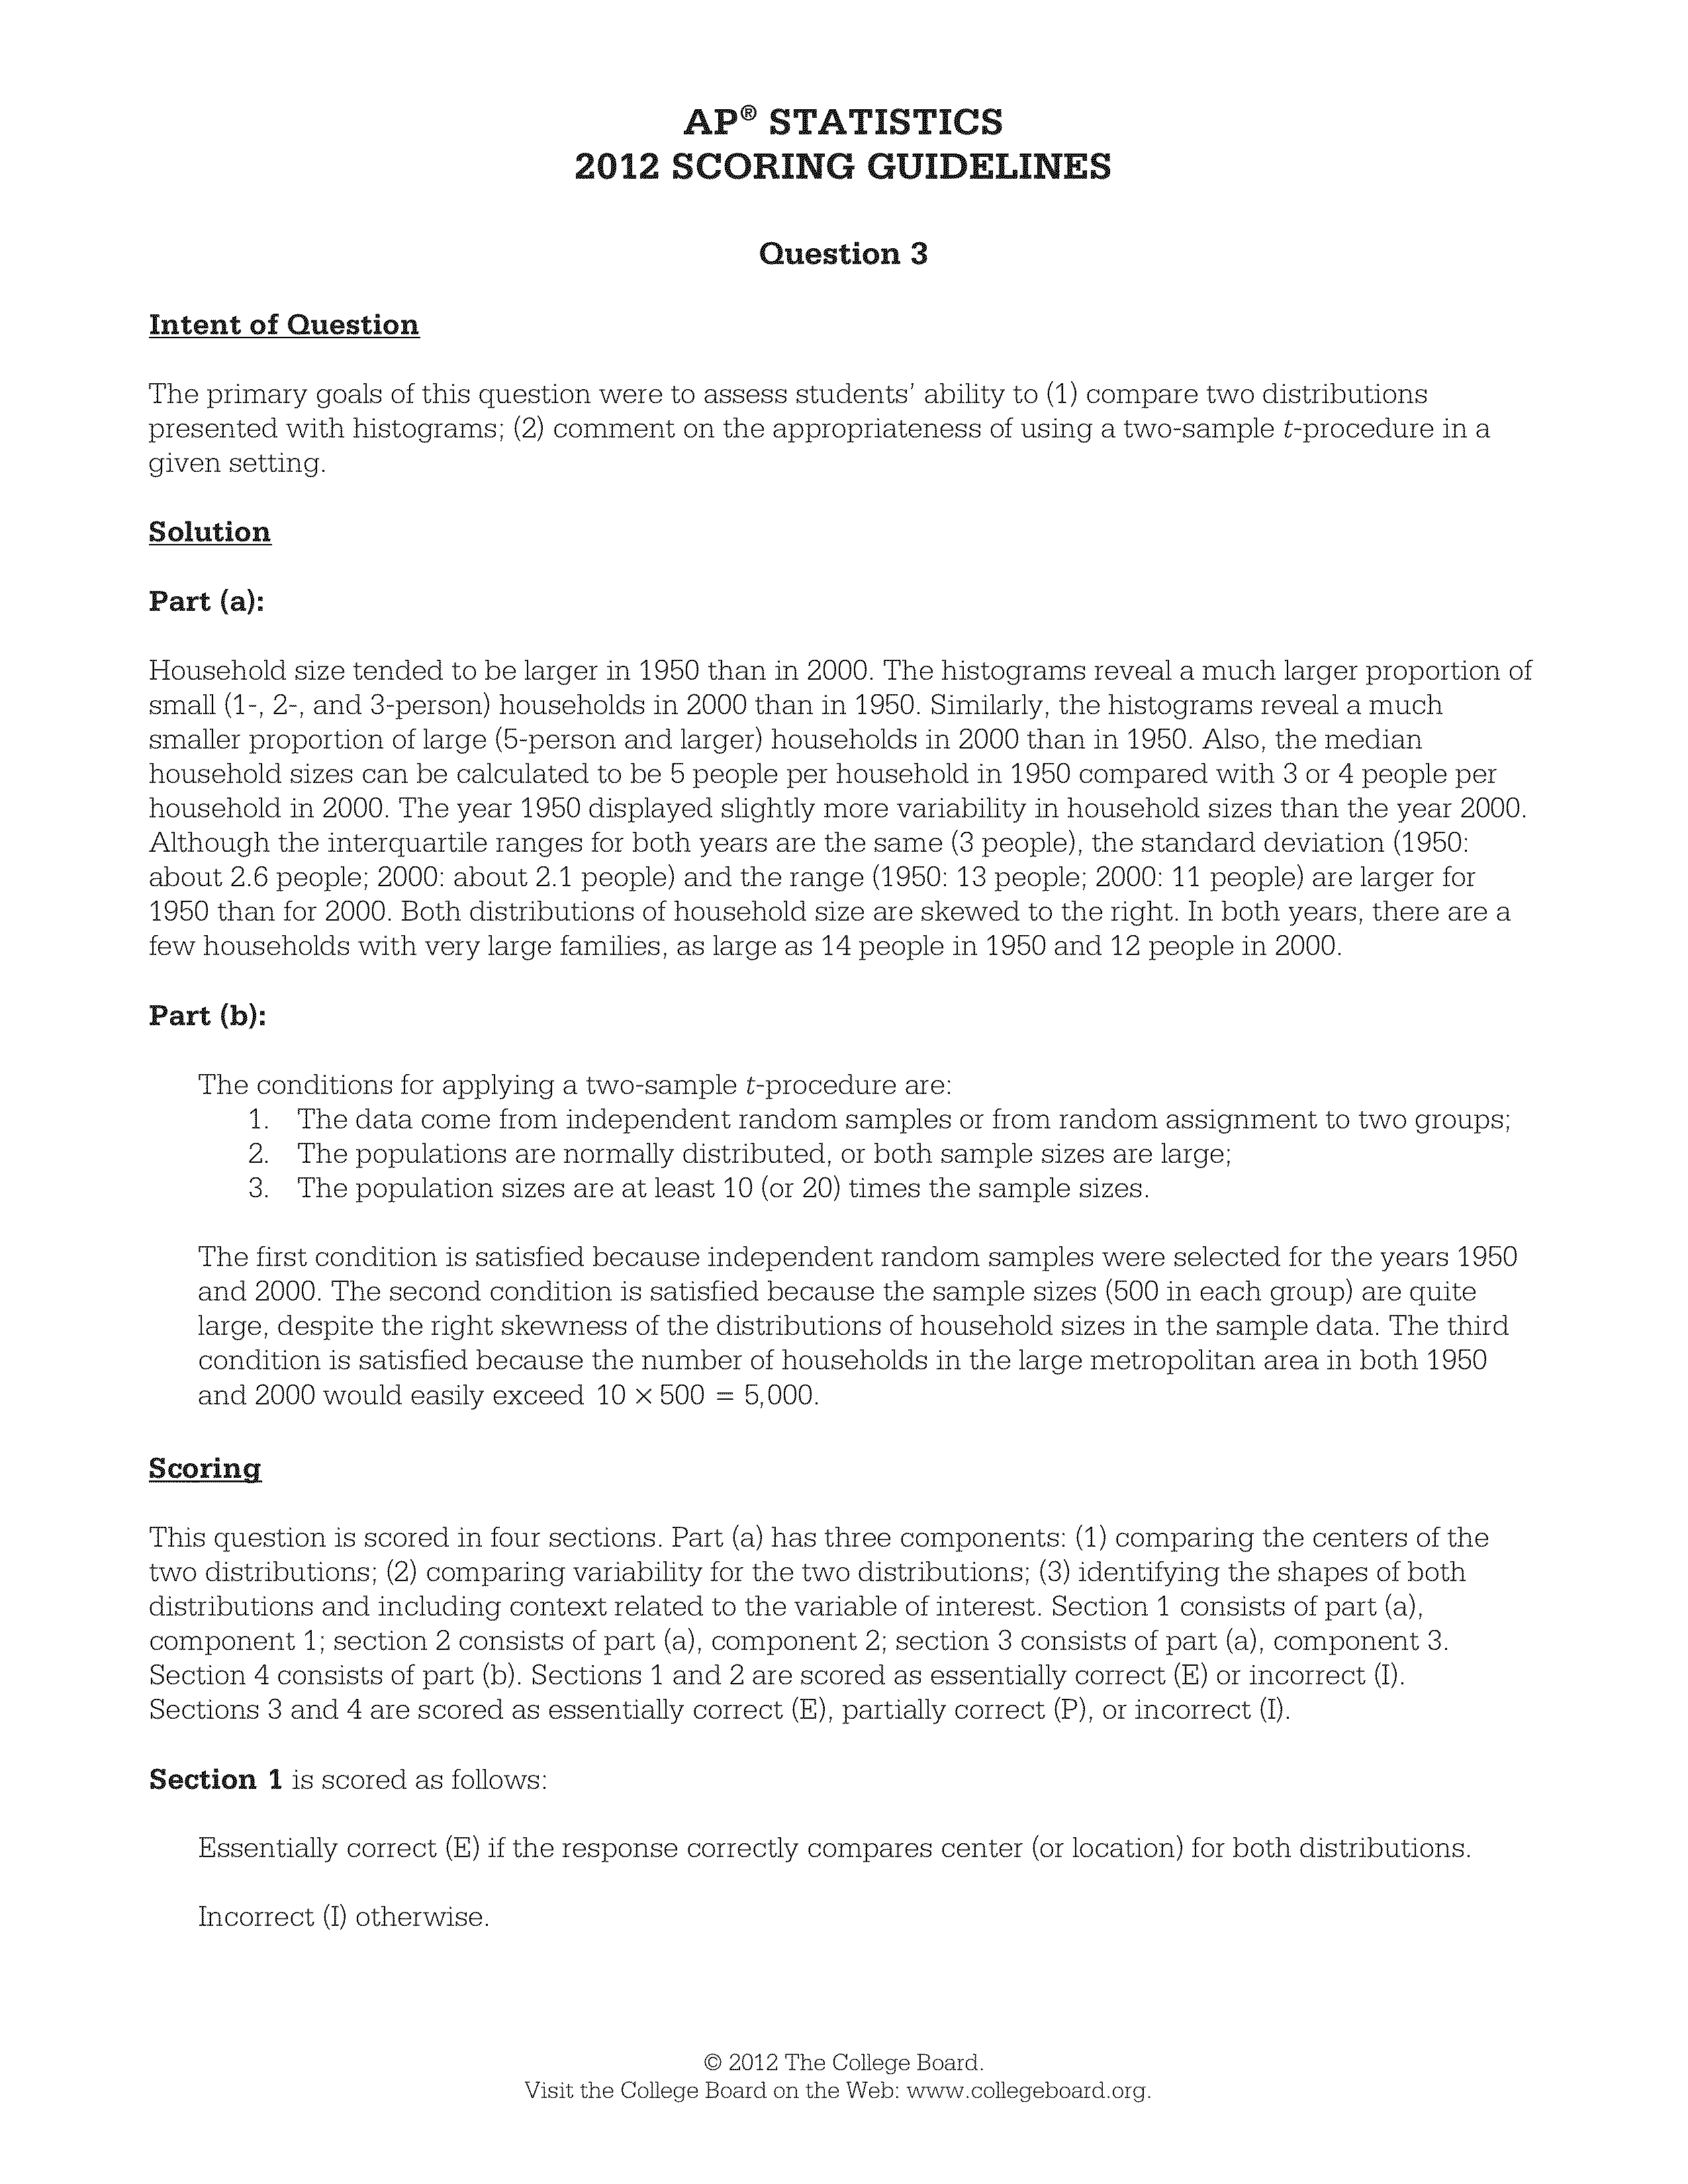 AP® STATISTICS
2012 SCORING GUIDELINES
Question 3
Intent of Question
The primary goals of this question were to assess students’ ability to (1) compare two distributions
presented with histograms; (2) comment on the appropriateness of using a two-sample t-procedure in a
given setting.
Solution
Part (a):
Household size tended to be larger in 1950 than in 2000. The histograms reveal a much larger proportion of
small (1-, 2-, and 3-person) households in 2000 than in 1950. Similarly, the histograms reveal a much
smaller proportion of large (5-person and larger) households in 2000 than in 1950. Also, the median
household sizes can be calculated to be 5 people per household in 1950 compared with 3 or 4 people per
household in 2000. The year 1950 displayed slightly more variability in household sizes than the year 2000.
Although the interquartile ranges for both years are the same (3 people), the standard deviation (1950:
about 2.6 people; 2000: about 2.1 people) and the range (1950: 13 people; 2000: 11 people) are larger for
1950 than for 2000. Both distributions of household size are skewed to the right. In both years, there are a
few households with very large families, as large as 14 people in 1950 and 12 people in 2000.
Part (b):
The conditions for applying a two-sample t-procedure are:
1. The data come from independent random samples or from random assignment to two groups;
2. The populations are normally distributed, or both sample sizes are large;
3. The population sizes are at least 10 (or 20) times the sample sizes.
The first condition is satisfied because independent random samples were selected for the years 1950
and 2000. The second condition is satisfied because the sample sizes (500 in each group) are quite
large, despite the right skewness of the distributions of household sizes in the sample data. The third
condition is satisfied because the number of households in the large metropolitan area in both 1950
and 2000 would easily exceed 10 × 500 = 5,000.
Scoring
This question is scored in four sections. Part (a) has three components: (1) comparing the centers of the
two distributions; (2) comparing variability for the two distributions; (3) identifying the shapes of both
distributions and including context related to the variable of interest. Section 1 consists of part (a),
component 1; section 2 consists of part (a), component 2; section 3 consists of part (a), component 3.
Section 4 consists of part (b). Sections 1 and 2 are scored as essentially correct (E) or incorrect (I).
Sections 3 and 4 are scored as essentially correct (E), partially correct (P), or incorrect (I).
Section 1 is scored as follows:
Essentially correct (E) if the response correctly compares center (or location) for both distributions.
Incorrect (I) otherwise.
© 2012 The College Board.
Visit the College Board on the Web: www.collegeboard.org.